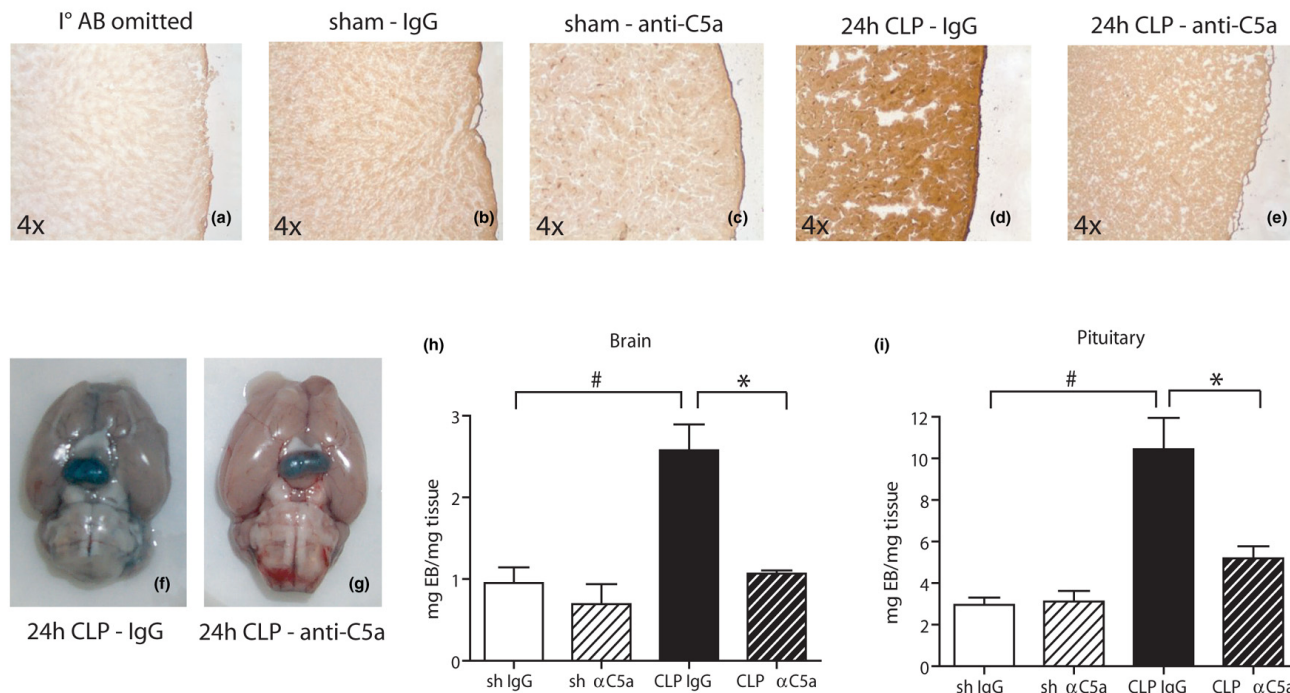 I° AB omitted
sham - IgG
sham - anti-C5a
24h CLP - IgG
24h CLP - anti-C5a
4x
(a)
4x
(b)
4x
(c)
4x
(d)
4x
(e)
(f)
24h CLP - IgG
(g)
24h CLP - anti-C5a
(h)
Brain
#
*
mg EB/mg tissue
3
2
1
0
sh IgG
sh αC5a
CLP IgG
CLP αC5a
(i)
Pituitary
#
*
mg EB/mg tissue
12
10
8
6
4
2
0
sh IgG
sh αC5a
CLP IgG
CLP αC5a